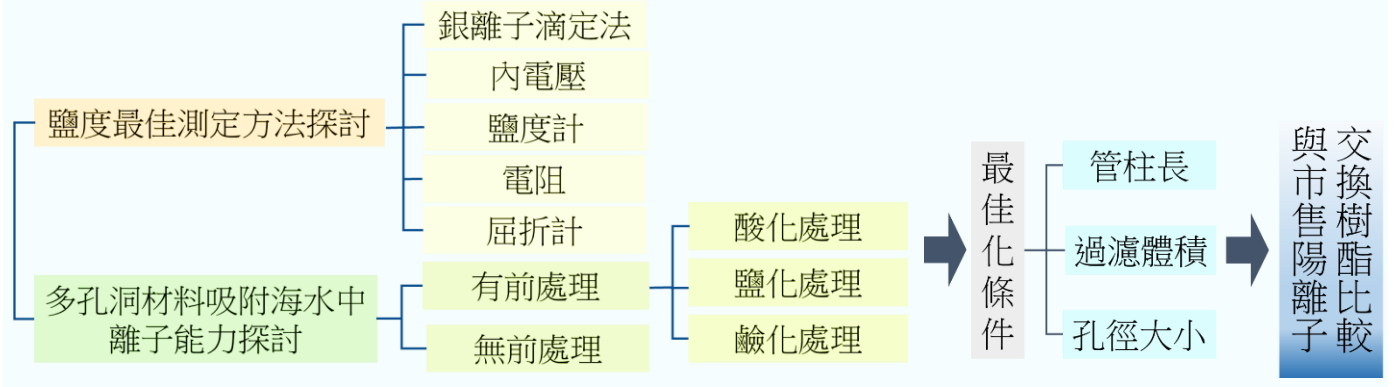 鹽度最佳測定方法探討
銀離子滴定法
內電壓
鹽度計
電阻
屈折計
多孔洞材料吸附海水中
離子能力探討
有前處理
無前處理
酸化處理
鹽化處理
鹼化處理
最佳化條件
管柱長
過濾體積
孔徑大小
與市售陽離子
交換樹酯比較